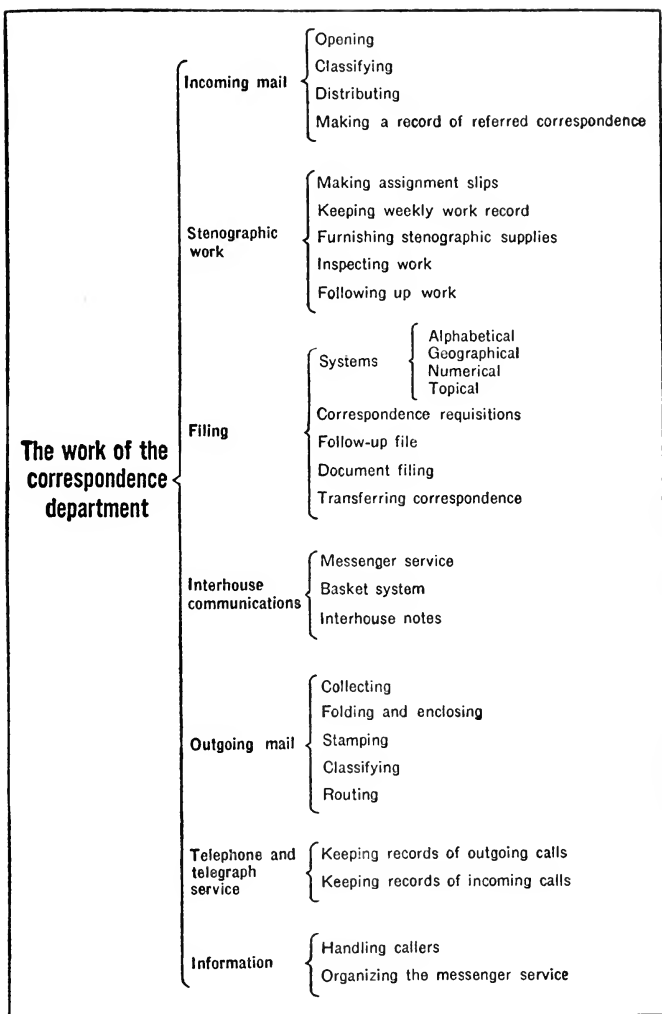 The work of the
correspondence
department
Incoming mail
Opening
Classifying
Distributing
Making a record of referred correspondence
Stenographic
work
Making assignment slips
Keeping weekly work record
Furnishing stenographic supplies
Inspecting work
Following up work
Filing
Systems
Alphabetical
Geographical
Numerical
Topical
Correspondence requisitions
Follow-up file
Document filing
Transferring correspondence
Interhouse
communications
Messenger service
Basket system
Interhouse notes
Outgoing mail
Collecting
Folding and enclosing
Stamping
Classifying
Routing
Telephone and
telegraph
service
Keeping records of outgoing calls
Keeping records of incoming calls
Information
Handling callers
Organizing the messenger service